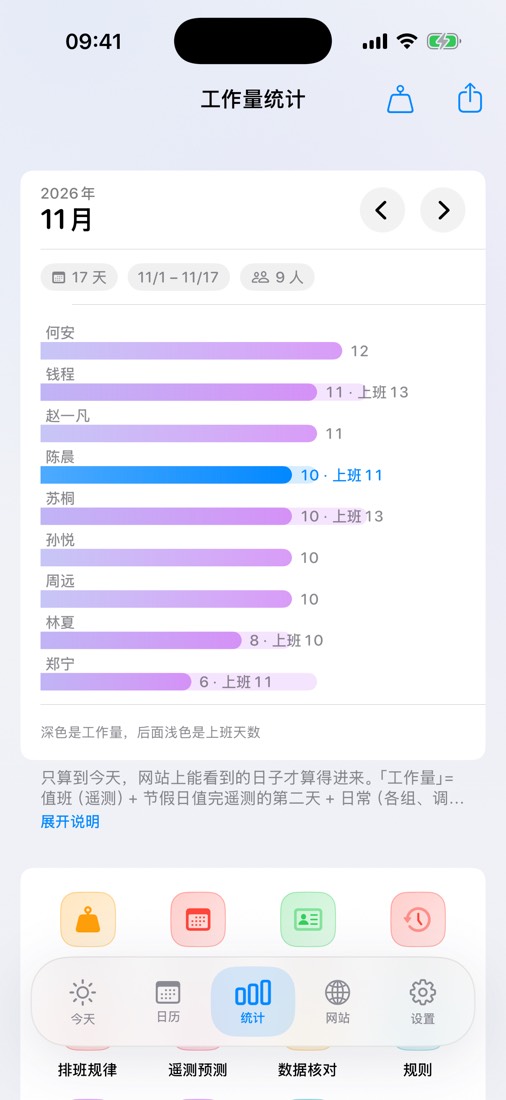 09:41
工作量统计
2026年
11月
17 天
11/1 – 11/17
9 人
何安
12
钱程
11 · 上班 13
赵一凡
11
陈晨
10 · 上班 11
苏桐
10 · 上班 13
孙悦
10
周远
10
林夏
8 · 上班 10
郑宁
6 · 上班 11
深色是工作量，后面浅色是上班天数
只算到今天，网站上能看到的日子才算得进来。「工作量」=
值班（遥测）+ 节假日值完遥测的第二天 + 日常（各组、调...
展开说明
今天
日历
统计
网站
设置
排班规律
遥测预测
数据核对
规则